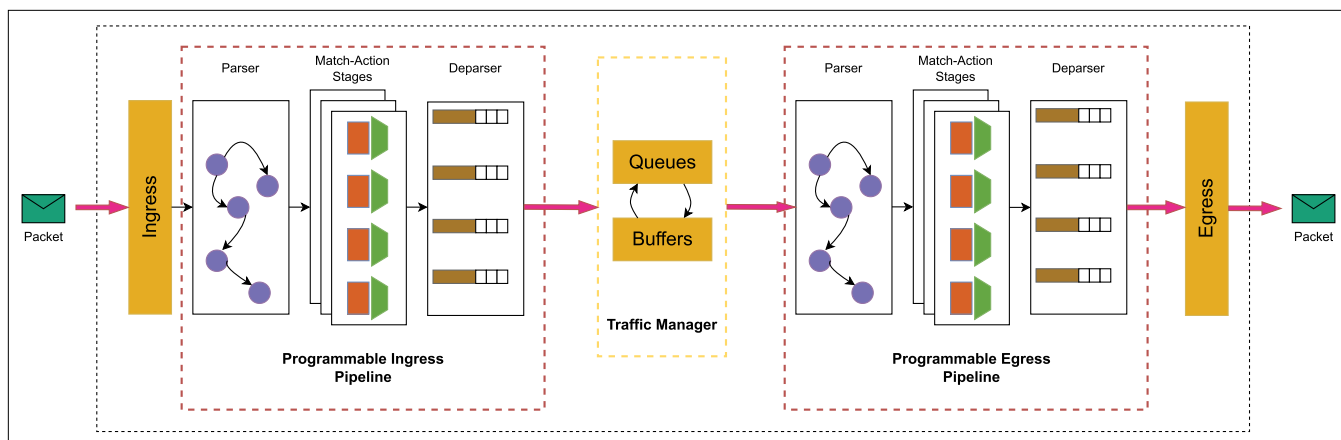 Packet
Ingress
Parser
Match-Action
Stages
Deparser
Programmable Ingress
Pipeline
Queues
Buffers
Traffic Manager
Parser
Match-Action
Stages
Deparser
Programmable Egress
Pipeline
Egress
Packet